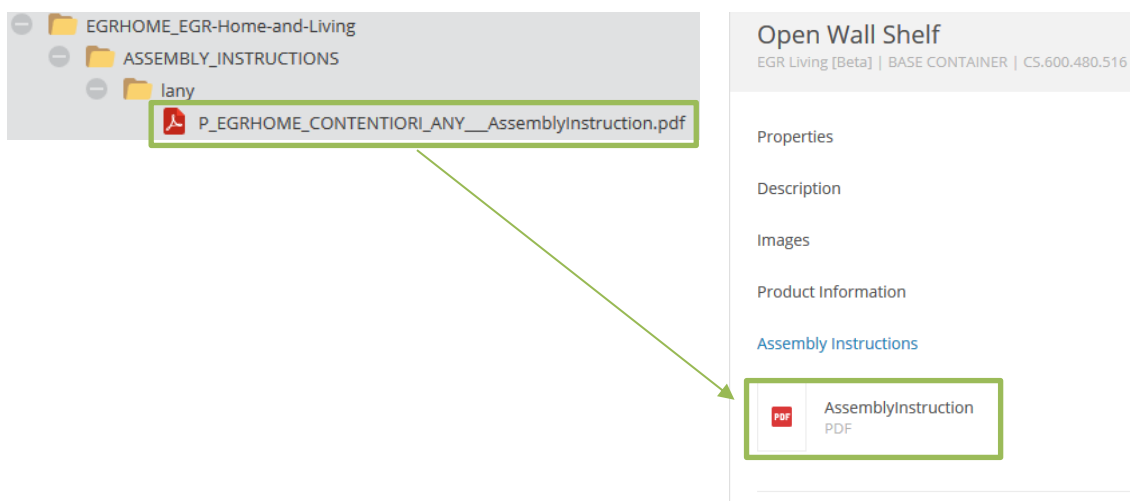 EGRHOME_EGR-Home-and-Living
ASSEMBLY_INSTRUCTIONS
lany
P_EGRHOME_CONTENTIORI_ANY___AssemblyInstruction.pdf
Open Wall Shelf
EGR Living [Beta] | BASE CONTAINER | CS.600.480.516
Properties
Description
Images
Product Information
Assembly Instructions
PDF
AssemblyInstruction
PDF